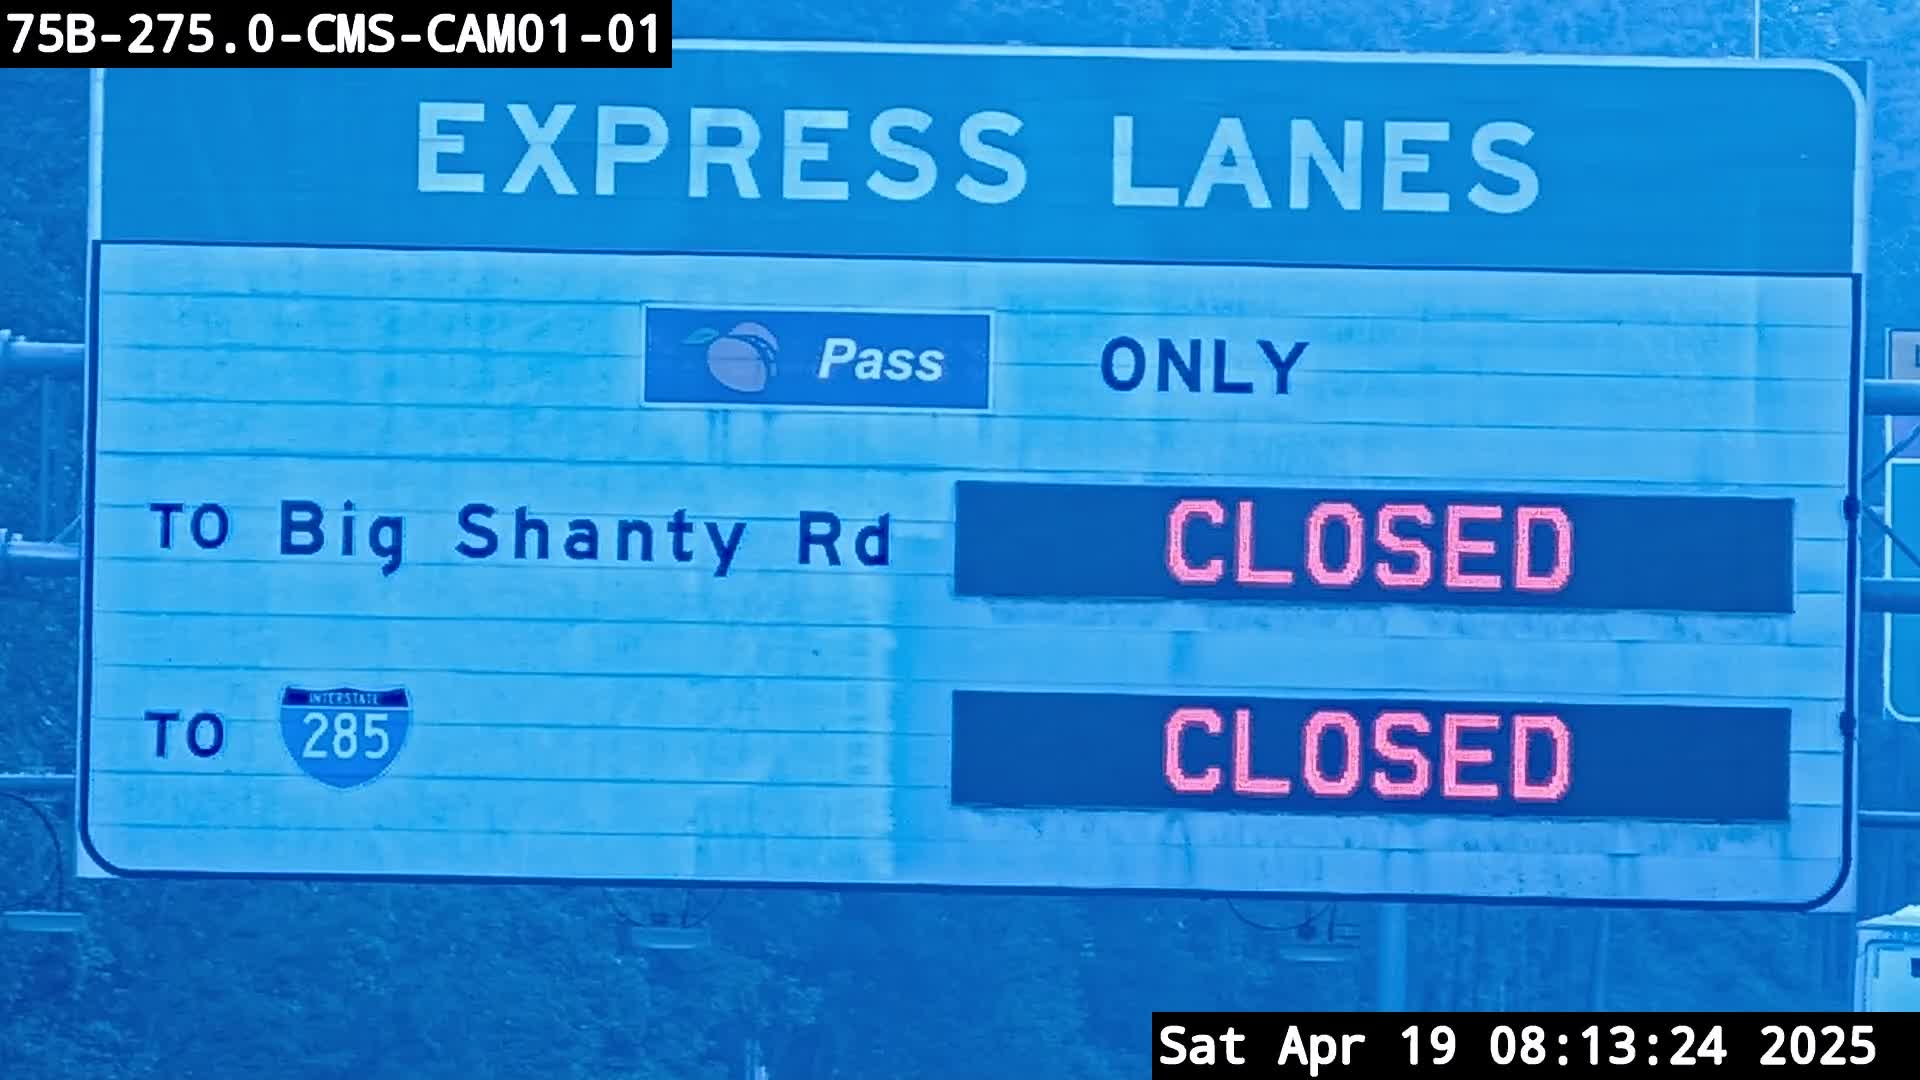 75B-275.0-CMS-CAM01-01
EXPRESS LANES
Pass ONLY
TO Big Shanty Rd CLOSED
TO INTERSTATE 285 CLOSED
Sat Apr 19 08:13:24 2025